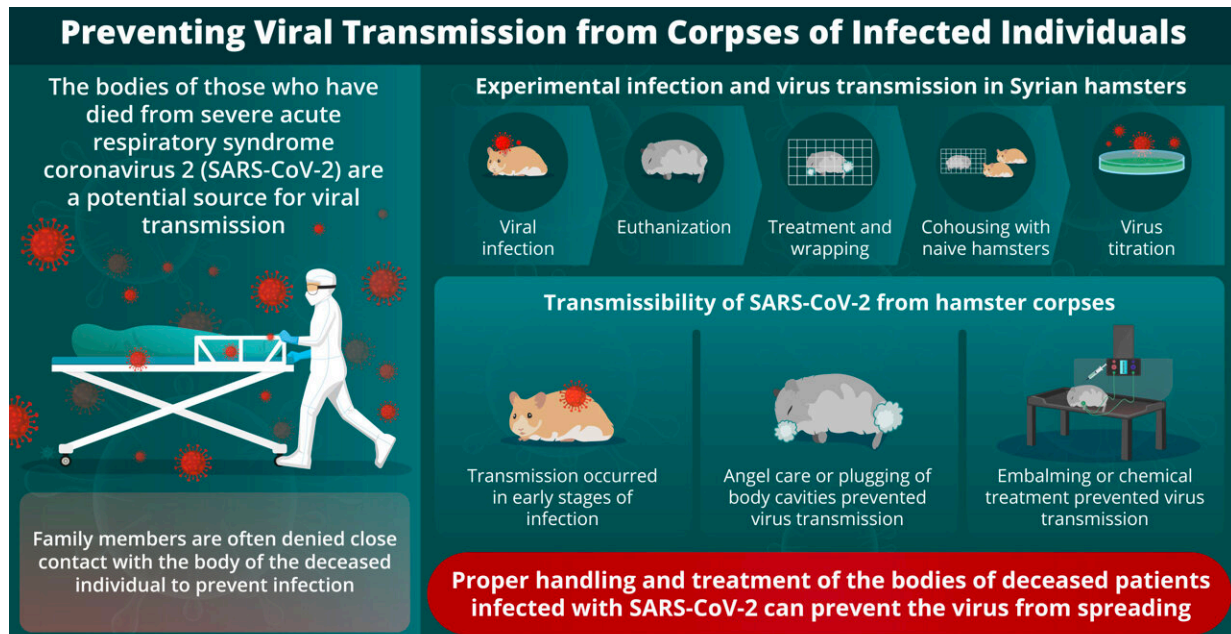 Preventing Viral Transmission from Corpses of Infected Individuals
The bodies of those who have
died from severe acute
respiratory syndrome
coronavirus 2 (SARS-CoV-2) are
a potential source for viral
transmission
Family members are often denied close
contact with the body of the deceased
individual to prevent infection
Experimental infection and virus transmission in Syrian hamsters
Viral
infection
Euthanization
Treatment and
wrapping
Cohousing with
naive hamsters
Virus
titration
Transmissibility of SARS-CoV-2 from hamster corpses
Transmission occurred
in early stages of
infection
Angel care or plugging of
body cavities prevented
virus transmission
Embalming or chemical
treatment prevented virus
transmission
Proper handling and treatment of the bodies of deceased patients
infected with SARS-CoV-2 can prevent the virus from spreading